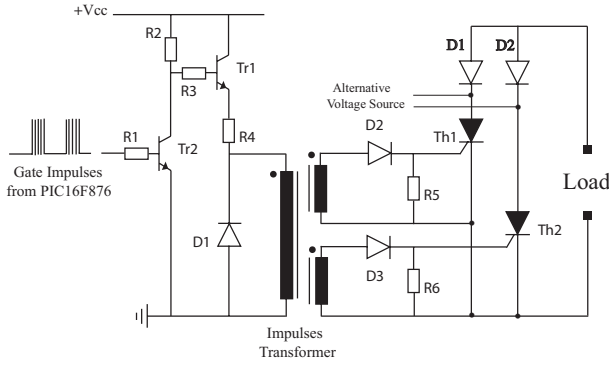 +Vcc
R2
D1
D2
Tr1
R3
Alternative
Voltage Source
R4
D2
Th1
R1
Tr2
Gate Impulses
from PIC16F876
R5
Load
D1
Th2
D3
R6
Impulses
Transformer